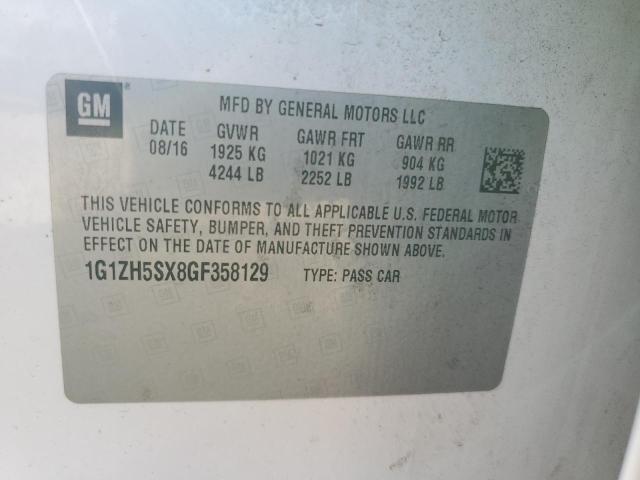 GM
MFD BY GENERAL MOTORS LLC
DATE GVWR GAWR FRT GAWR RR
08/16 1925 KG 1021 KG 904 KG
4244 LB 2252 LB 1992 LB
THIS VEHICLE CONFORMS TO ALL APPLICABLE U.S. FEDERAL MOTOR
VEHICLE SAFETY, BUMPER, AND THEFT PREVENTION STANDARDS IN
EFFECT ON THE DATE OF MANUFACTURE SHOWN ABOVE.
1G1ZH5SX8GF358129 TYPE: PASS CAR